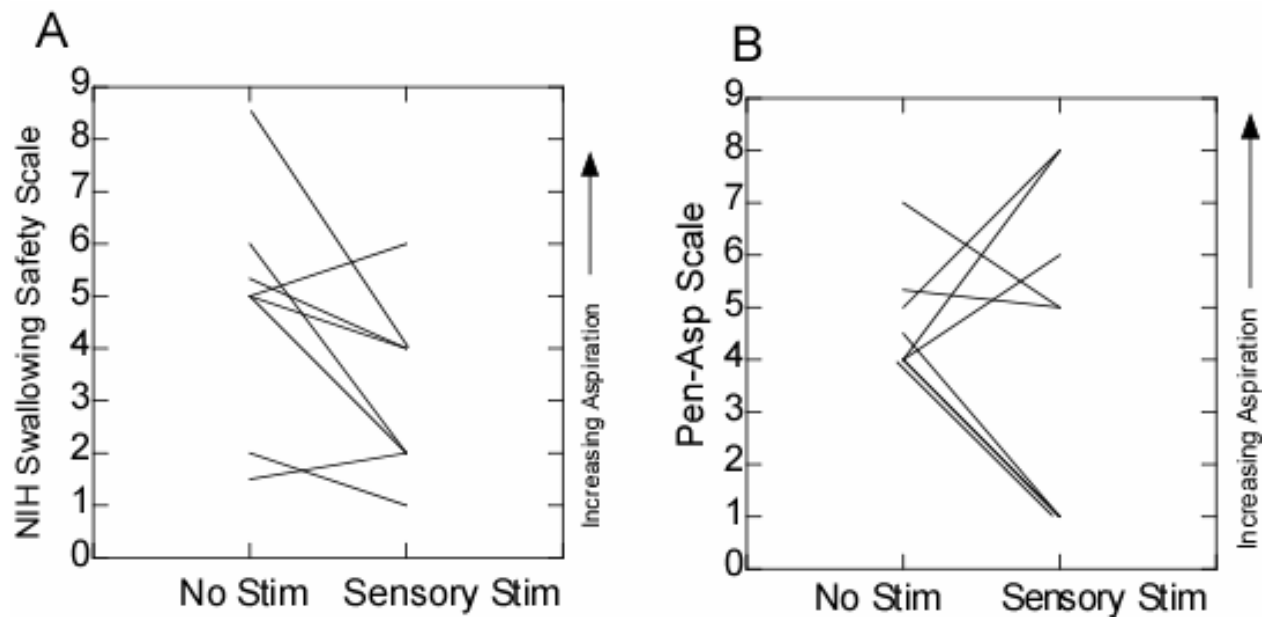 A
NIH Swallowing Safety Scale
9
8
7
6
5
4
3
2
1
0
No Stim
Sensory Stim
Increasing Aspiration
B
Pen-Asp Scale
9
8
7
6
5
4
3
2
1
0
No Stim
Sensory Stim
Increasing Aspiration